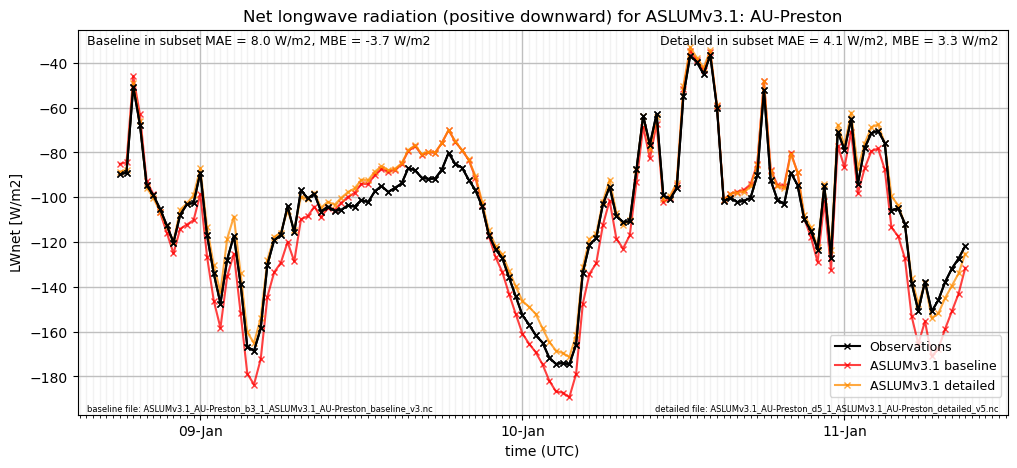 Net longwave radiation (positive downward) for ASLUMv3.1: AU-Preston
Baseline in subset MAE = 8.0 W/m2, MBE = -3.7 W/m2
Detailed in subset MAE = 4.1 W/m2, MBE = 3.3 W/m2
LWnet [W/m2]
−40
−60
−80
−100
−120
−140
−160
−180
Observations
ASLUMv3.1 baseline
ASLUMv3.1 detailed
baseline file: ASLUMv3.1_AU-Preston_b3_1_ASLUMv3.1_AU-Preston_baseline_v3.nc
detailed file: ASLUMv3.1_AU-Preston_d5_1_ASLUMv3.1_AU-Preston_detailed_v5.nc
09-Jan
10-Jan
11-Jan
time (UTC)